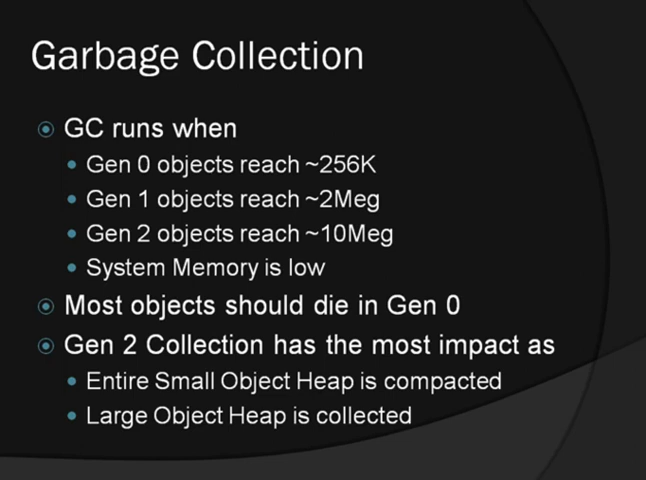 Garbage Collection
GC runs when
Gen 0 objects reach ~256K
Gen 1 objects reach ~2Meg
Gen 2 objects reach ~10Meg
System Memory is low
Most objects should die in Gen 0
Gen 2 Collection has the most impact as
Entire Small Object Heap is compacted
Large Object Heap is collected